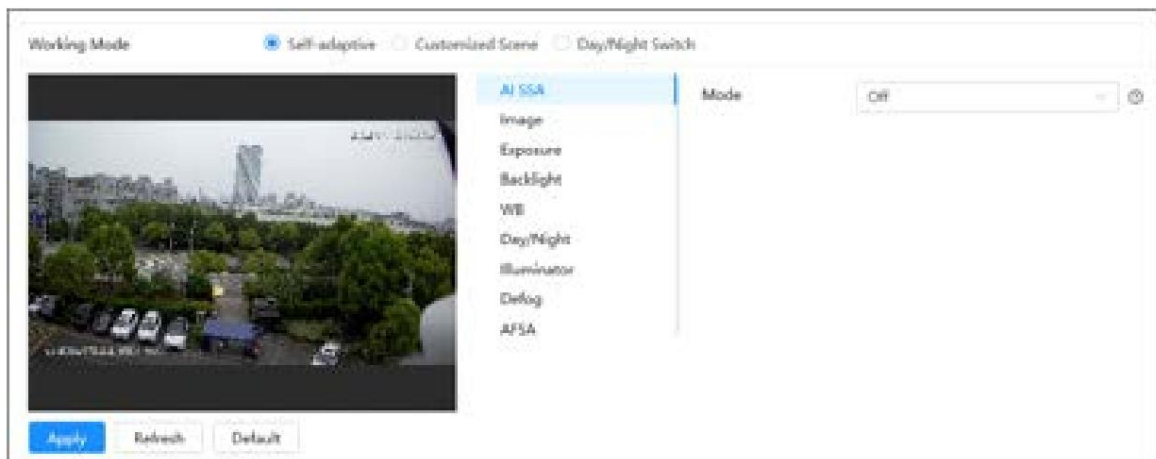 Working Mode
Self-adaptive
Customized Scene
Day/Night Switch
AI SSA
Image
Exposure
Backlight
WB
Day/Night
Illuminator
Defog
AFSA
Mode
Off
Apply
Refresh
Default